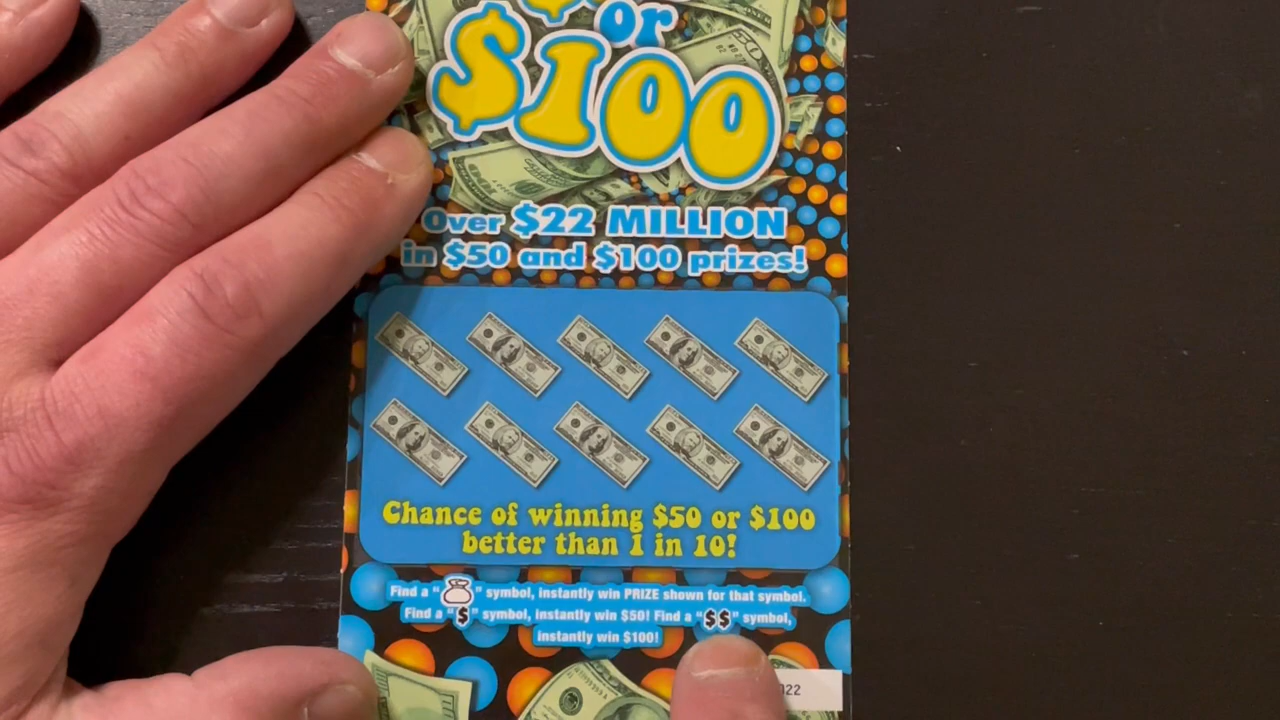 or
$100
Over $22 MILLION
in $50 and $100 prizes!
Chance of winning $50 or $100
better than 1 in 10!
Find a " " symbol, instantly win PRIZE shown for that symbol.
Find a "$" symbol, instantly win $50! Find a "$$" symbol,
instantly win $100!
022